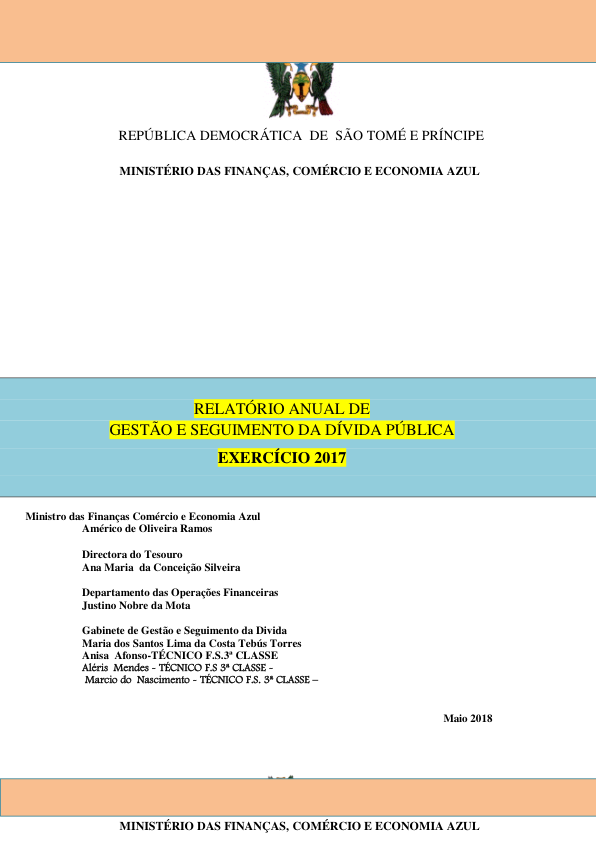 REPÚBLICA DEMOCRÁTICA DE SÃO TOMÉ E PRÍNCIPE
MINISTÉRIO DAS FINANÇAS, COMÉRCIO E ECONOMIA AZUL
RELATÓRIO ANUAL DE
GESTÃO E SEGUIMENTO DA DÍVIDA PÚBLICA
EXERCÍCIO 2017
Ministro das Finanças Comércio e Economia Azul
Américo de Oliveira Ramos
Directora do Tesouro
Ana Maria da Conceição Silveira
Departamento das Operações Financeiras
Justino Nobre da Mota
Gabinete de Gestão e Seguimento da Divida
Maria dos Santos Lima da Costa Tebús Torres
Anisa Afonso-TÉCNICO F.S.3ª CLASSE
Aléris Mendes - TÉCNICO F.S 3ª CLASSE -
Marcio do Nascimento - TÉCNICO F.S. 3ª CLASSE –
Maio 2018
MINISTÉRIO DAS FINANÇAS, COMÉRCIO E ECONOMIA AZUL